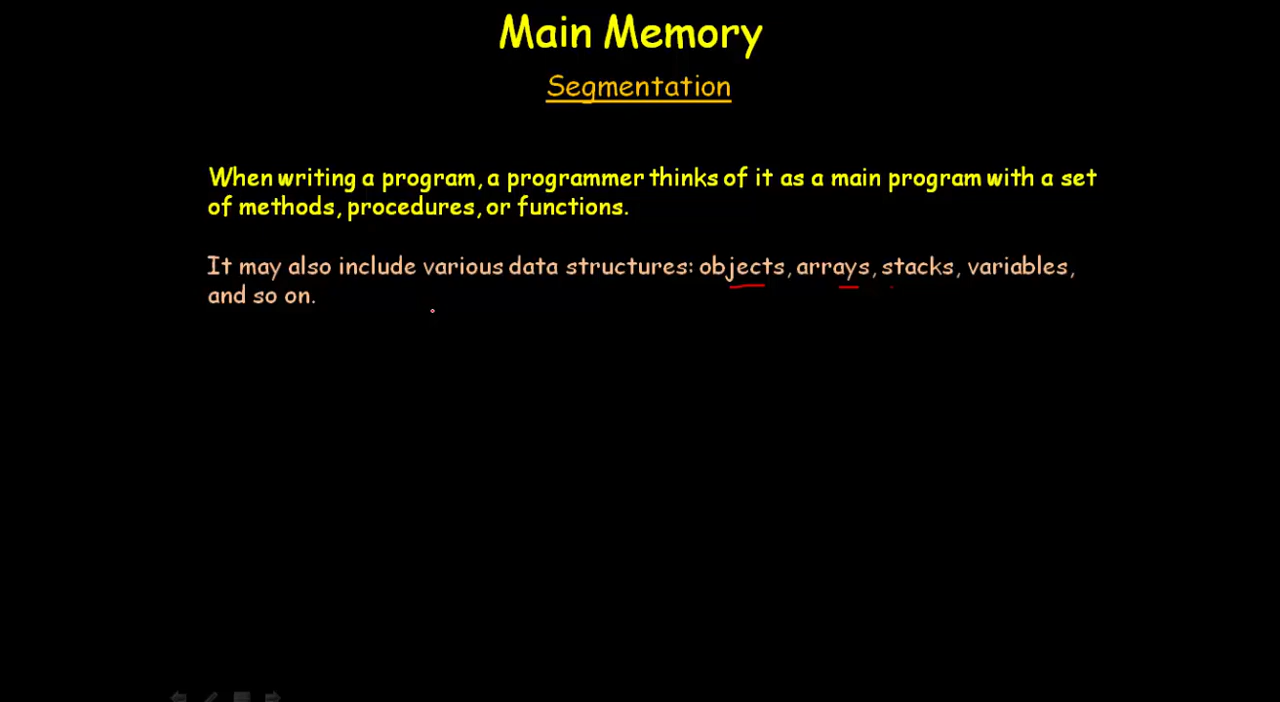 Main Memory
Segmentation
When writing a program, a programmer thinks of it as a main program with a set
of methods, procedures, or functions.
It may also include various data structures: objects, arrays, stacks, variables,
and so on.